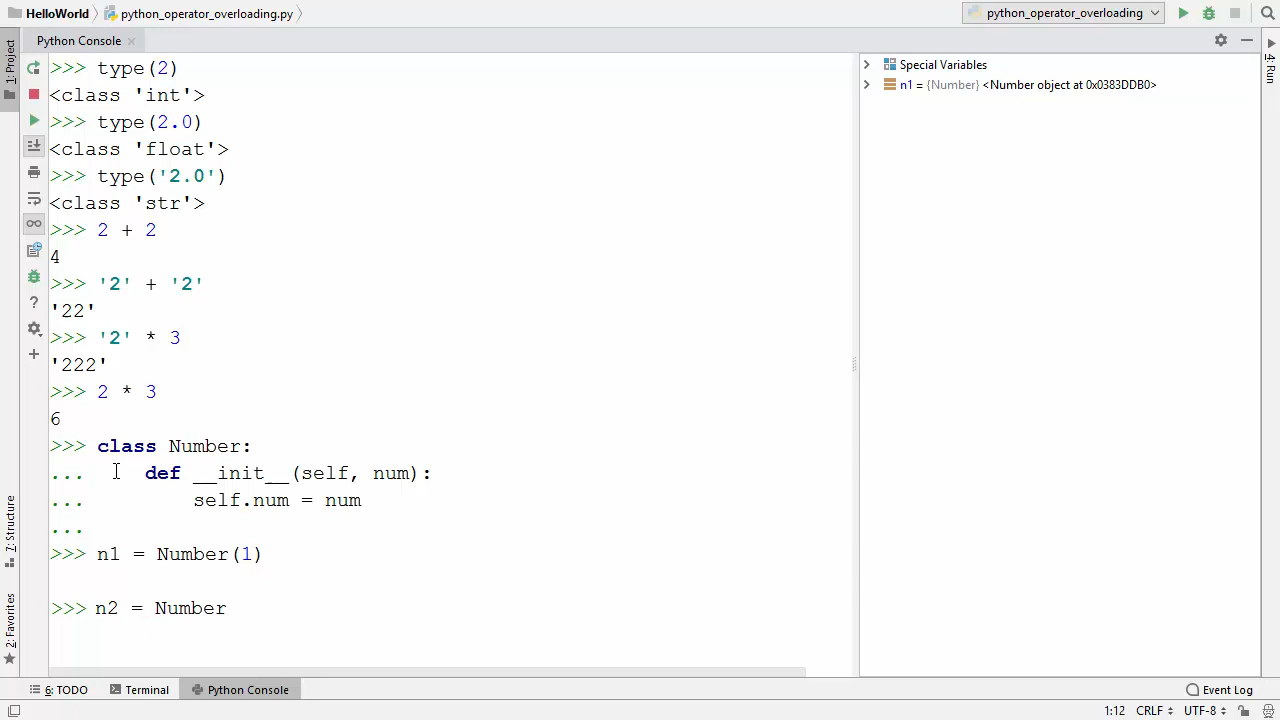 HelloWorld python_operator_overloading.py python_operator_overloading
Python Console
1: Project
4: Run
>>> type(2)
<class 'int'>
>>> type(2.0)
<class 'float'>
>>> type('2.0')
<class 'str'>
>>> 2 + 2
4
>>> '2' + '2'
'22'
>>> '2' * 3
'222'
>>> 2 * 3
6
>>> class Number:
...     def __init__(self, num):
...         self.num = num
...
>>> n1 = Number(1)
>>> n2 = Number
Special Variables
n1 = {Number} <Number object at 0x0383DDB0>
7: Structure
2: Favorites
6: TODO Terminal Python Console Event Log
1:12 CRLF UTF-8